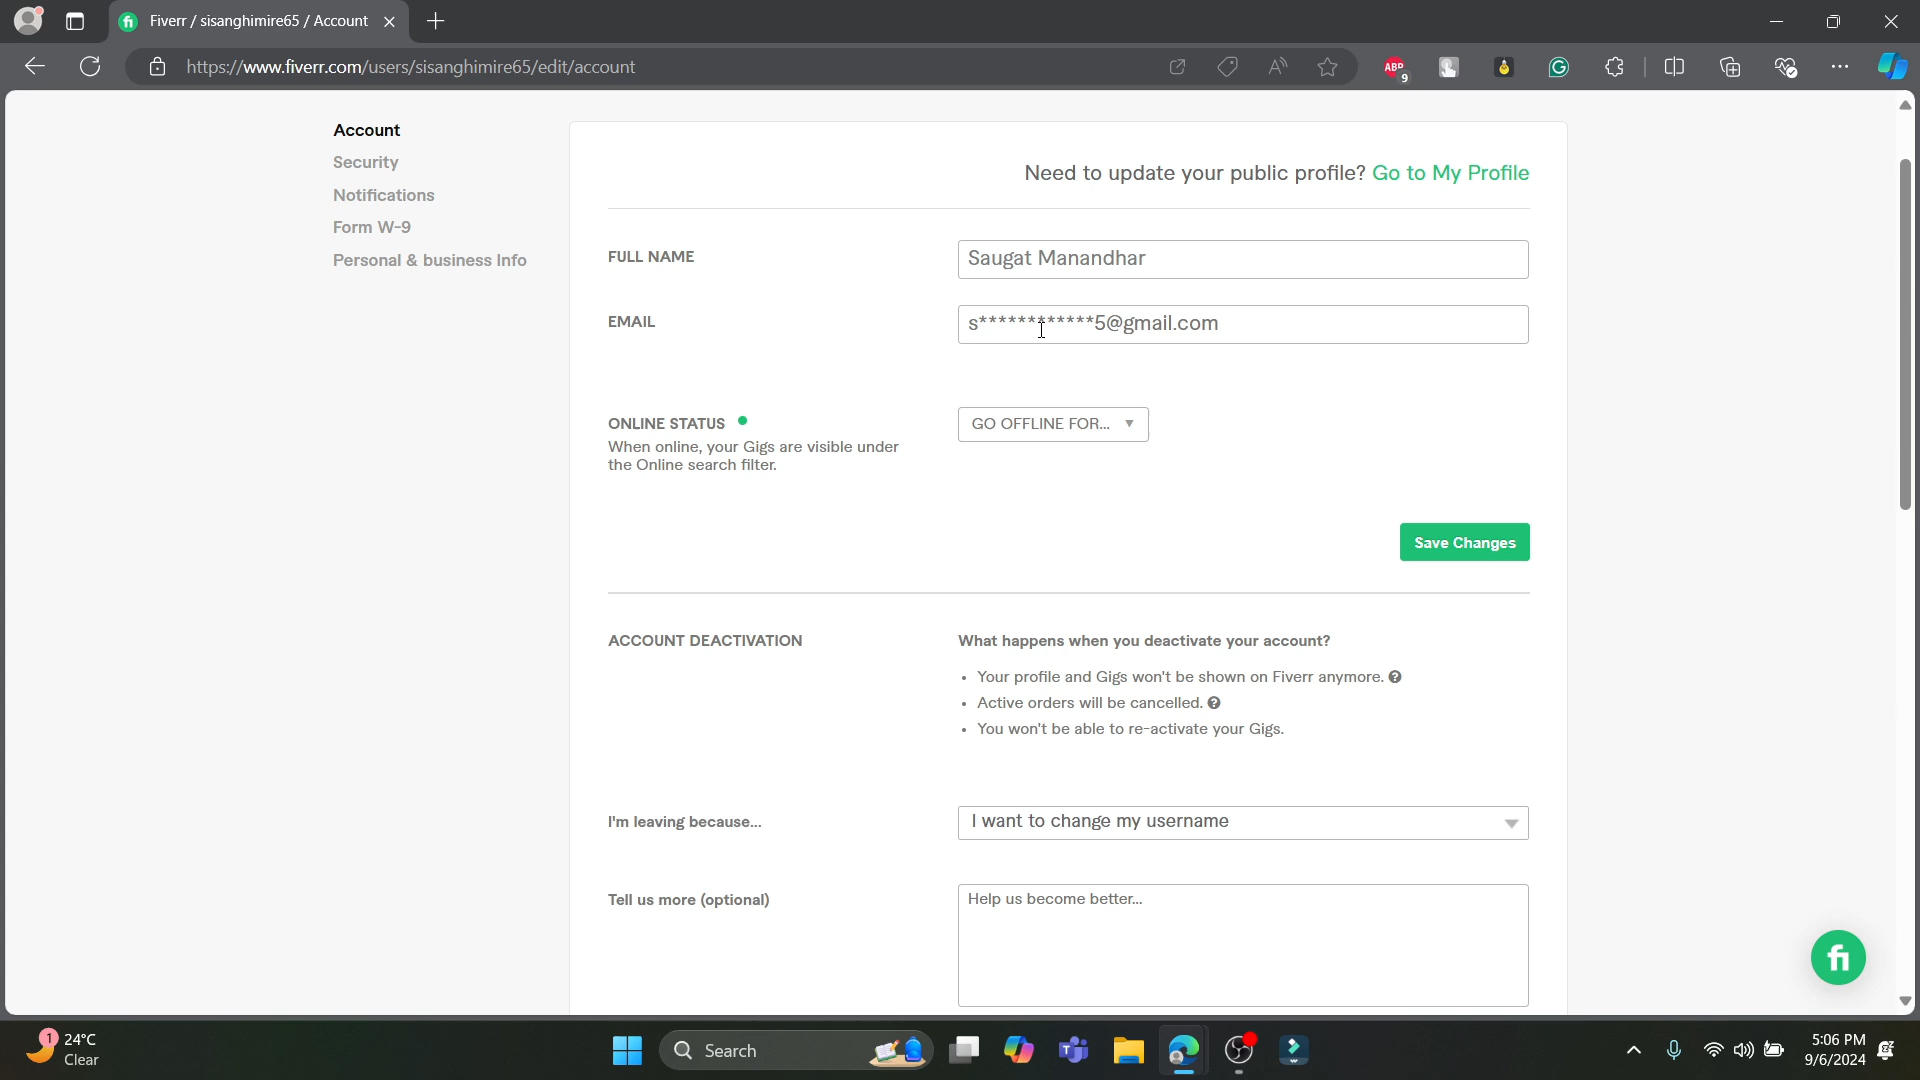 Fiverr / sisanghimire65 / Account
https://www.fiverr.com/users/sisanghimire65/edit/account
ABP
9
Account
Security
Notifications
Form W-9
Personal & business Info
Need to update your public profile? Go to My Profile
FULL NAME
Saugat Manandhar
EMAIL
s************5@gmail.com
ONLINE STATUS
GO OFFLINE FOR...
When online, your Gigs are visible under
the Online search filter.
Save Changes
ACCOUNT DEACTIVATION
What happens when you deactivate your account?
• Your profile and Gigs won't be shown on Fiverr anymore.
• Active orders will be cancelled.
• You won't be able to re-activate your Gigs.
I'm leaving because...
I want to change my username
Tell us more (optional)
Help us become better...
fi
1
24°C
Clear
Search
5:06 PM
9/6/2024